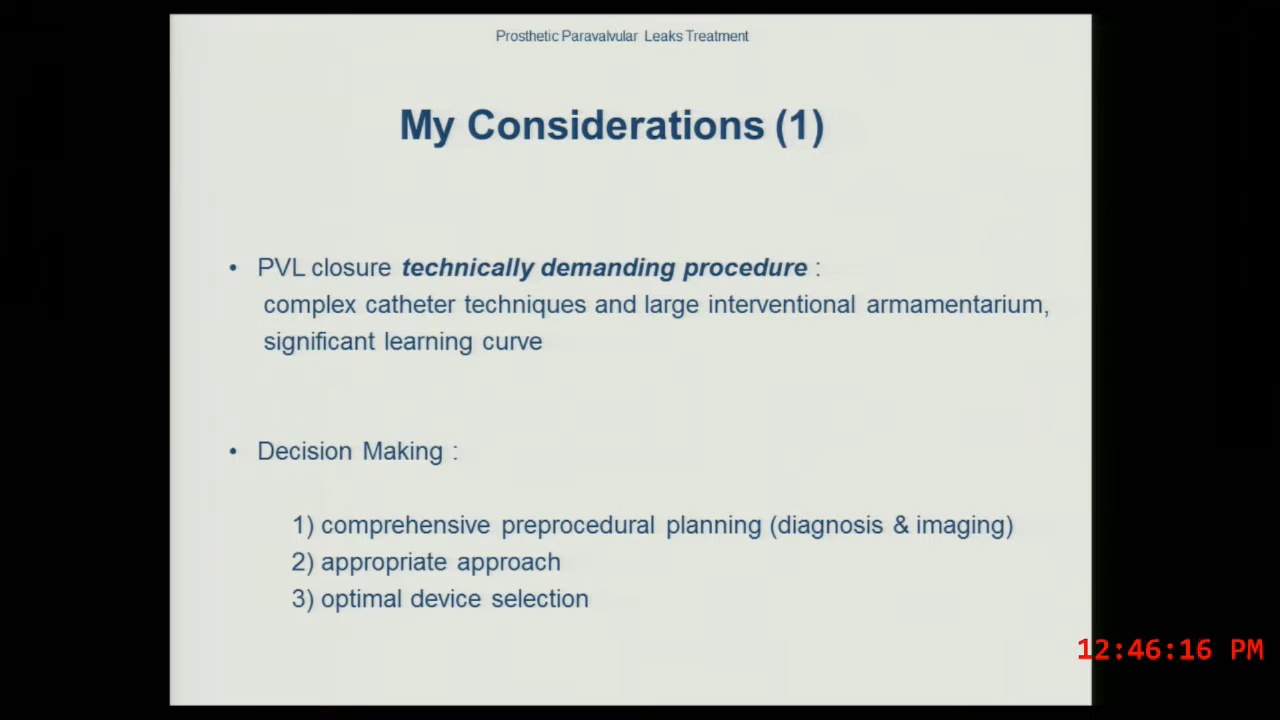 Prosthetic Paravalvular Leaks Treatment
My Considerations (1)
• PVL closure technically demanding procedure :
complex catheter techniques and large interventional armamentarium,
significant learning curve
• Decision Making :
1) comprehensive preprocedural planning (diagnosis & imaging)
2) appropriate approach
3) optimal device selection
12:46:16 PM